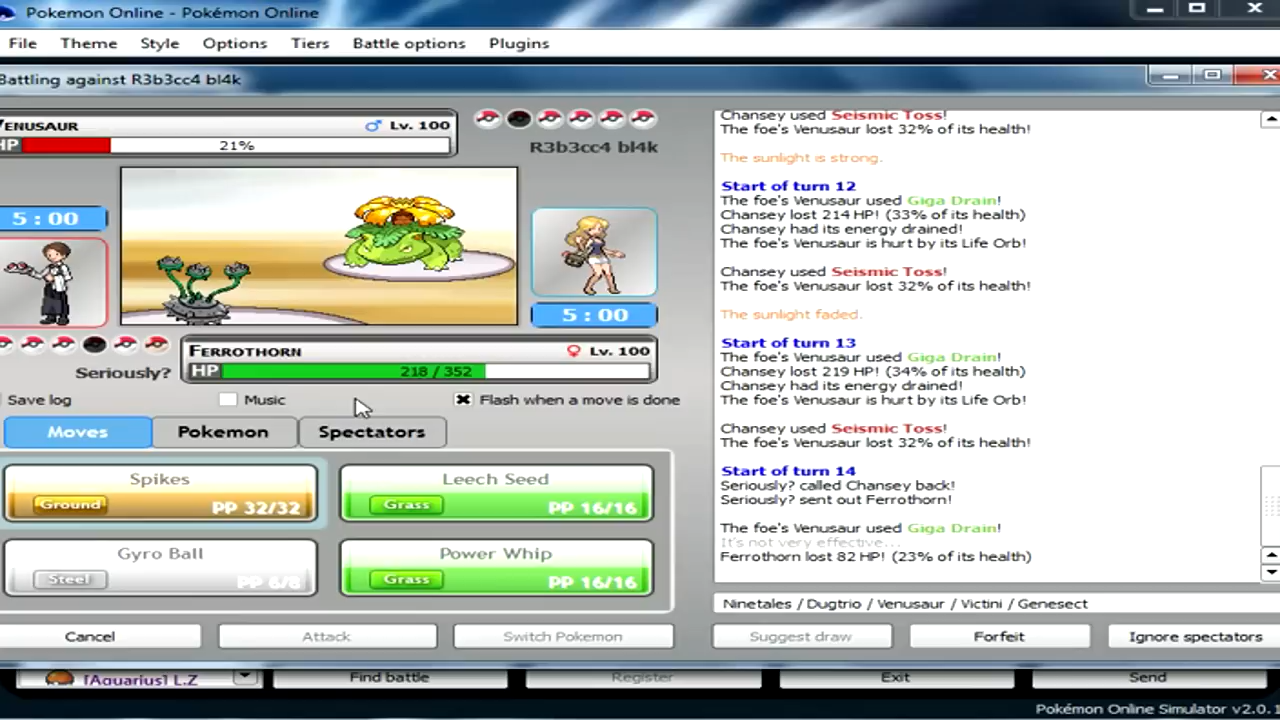 Pokemon Online - Pokémon Online
File Theme Style Options Tiers Battle options Plugins
Battling against R3b3cc4 bl4k
VENUSAUR Lv. 100
HP 21%
R3b3cc4 bl4k
5:00
5:00
FERROTHORN Lv. 100
HP 218 / 352
Seriously?
Save log Music Flash when a move is done
Moves Pokemon Spectators
Spikes
Ground PP 32/32
Leech Seed
Grass PP 16/16
Gyro Ball
Steel PP 6/8
Power Whip
Grass PP 16/16
Cancel Attack Switch Pokemon
Chansey used Seismic Toss!
The foe's Venusaur lost 32% of its health!
The sunlight is strong.
Start of turn 12
The foe's Venusaur used Giga Drain!
Chansey lost 214 HP! (33% of its health)
Chansey had its energy drained!
The foe's Venusaur is hurt by its Life Orb!
Chansey used Seismic Toss!
The foe's Venusaur lost 32% of its health!
The sunlight faded.
Start of turn 13
The foe's Venusaur used Giga Drain!
Chansey lost 219 HP! (34% of its health)
Chansey had its energy drained!
The foe's Venusaur is hurt by its Life Orb!
Chansey used Seismic Toss!
The foe's Venusaur lost 32% of its health!
Start of turn 14
Seriously? called Chansey back!
Seriously? sent out Ferrothorn!
The foe's Venusaur used Giga Drain!
It's not very effective...
Ferrothorn lost 82 HP! (23% of its health)
Ninetales / Dugtrio / Venusaur / Victini / Genesect
Suggest draw Forfeit Ignore spectators
[Aquarius] L.Z Find battle Register Exit Send
Pokémon Online Simulator v2.0.1